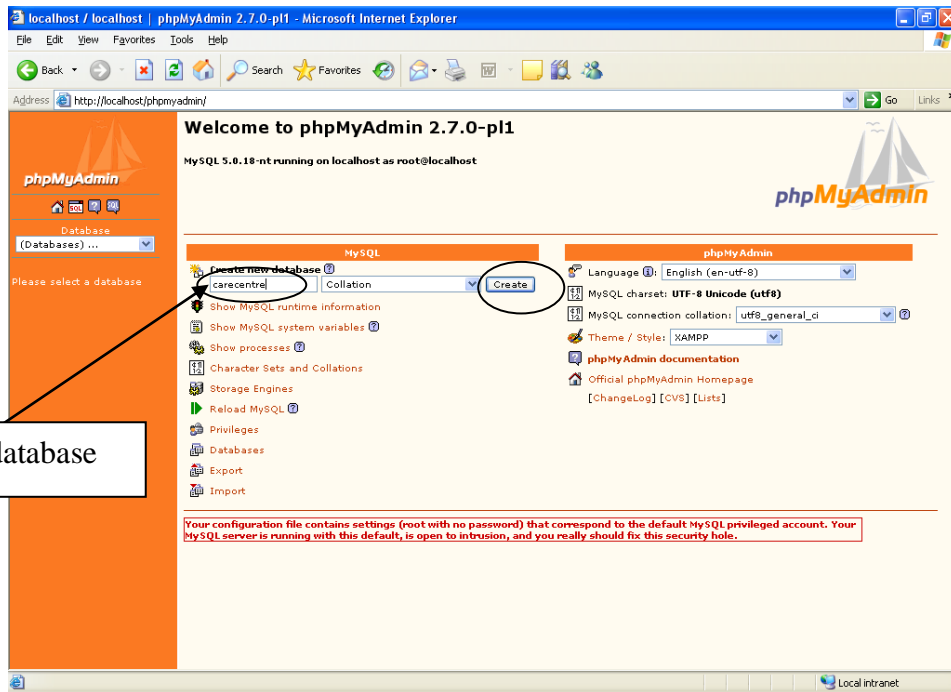 localhost / localhost | phpMyAdmin 2.7.0-pl1 - Microsoft Internet Explorer
File Edit View Favorites Tools Help
Back Search Favorites
Address http://localhost/phpmyadmin/ Go Links
phpMyAdmin
SQL
Database
(Databases) ...
Please select a database
Welcome to phpMyAdmin 2.7.0-pl1
MySQL 5.0.18-nt running on localhost as root@localhost
phpMyAdmin
MySQL
Create new database
carecentre Collation Create
Show MySQL runtime information
Show MySQL system variables
Show processes
Character Sets and Collations
Storage Engines
Reload MySQL
Privileges
Databases
Export
Import
phpMyAdmin
Language : English (en-utf-8)
MySQL charset: UTF-8 Unicode (utf8)
MySQL connection collation: utf8_general_ci
Theme / Style: XAMPP
phpMyAdmin documentation
Official phpMyAdmin Homepage
[ChangeLog] [CVS] [Lists]
Your configuration file contains settings (root with no password) that correspond to the default MySQL privileged account. Your
MySQL server is running with this default, is open to intrusion, and you really should fix this security hole.
database
Local intranet